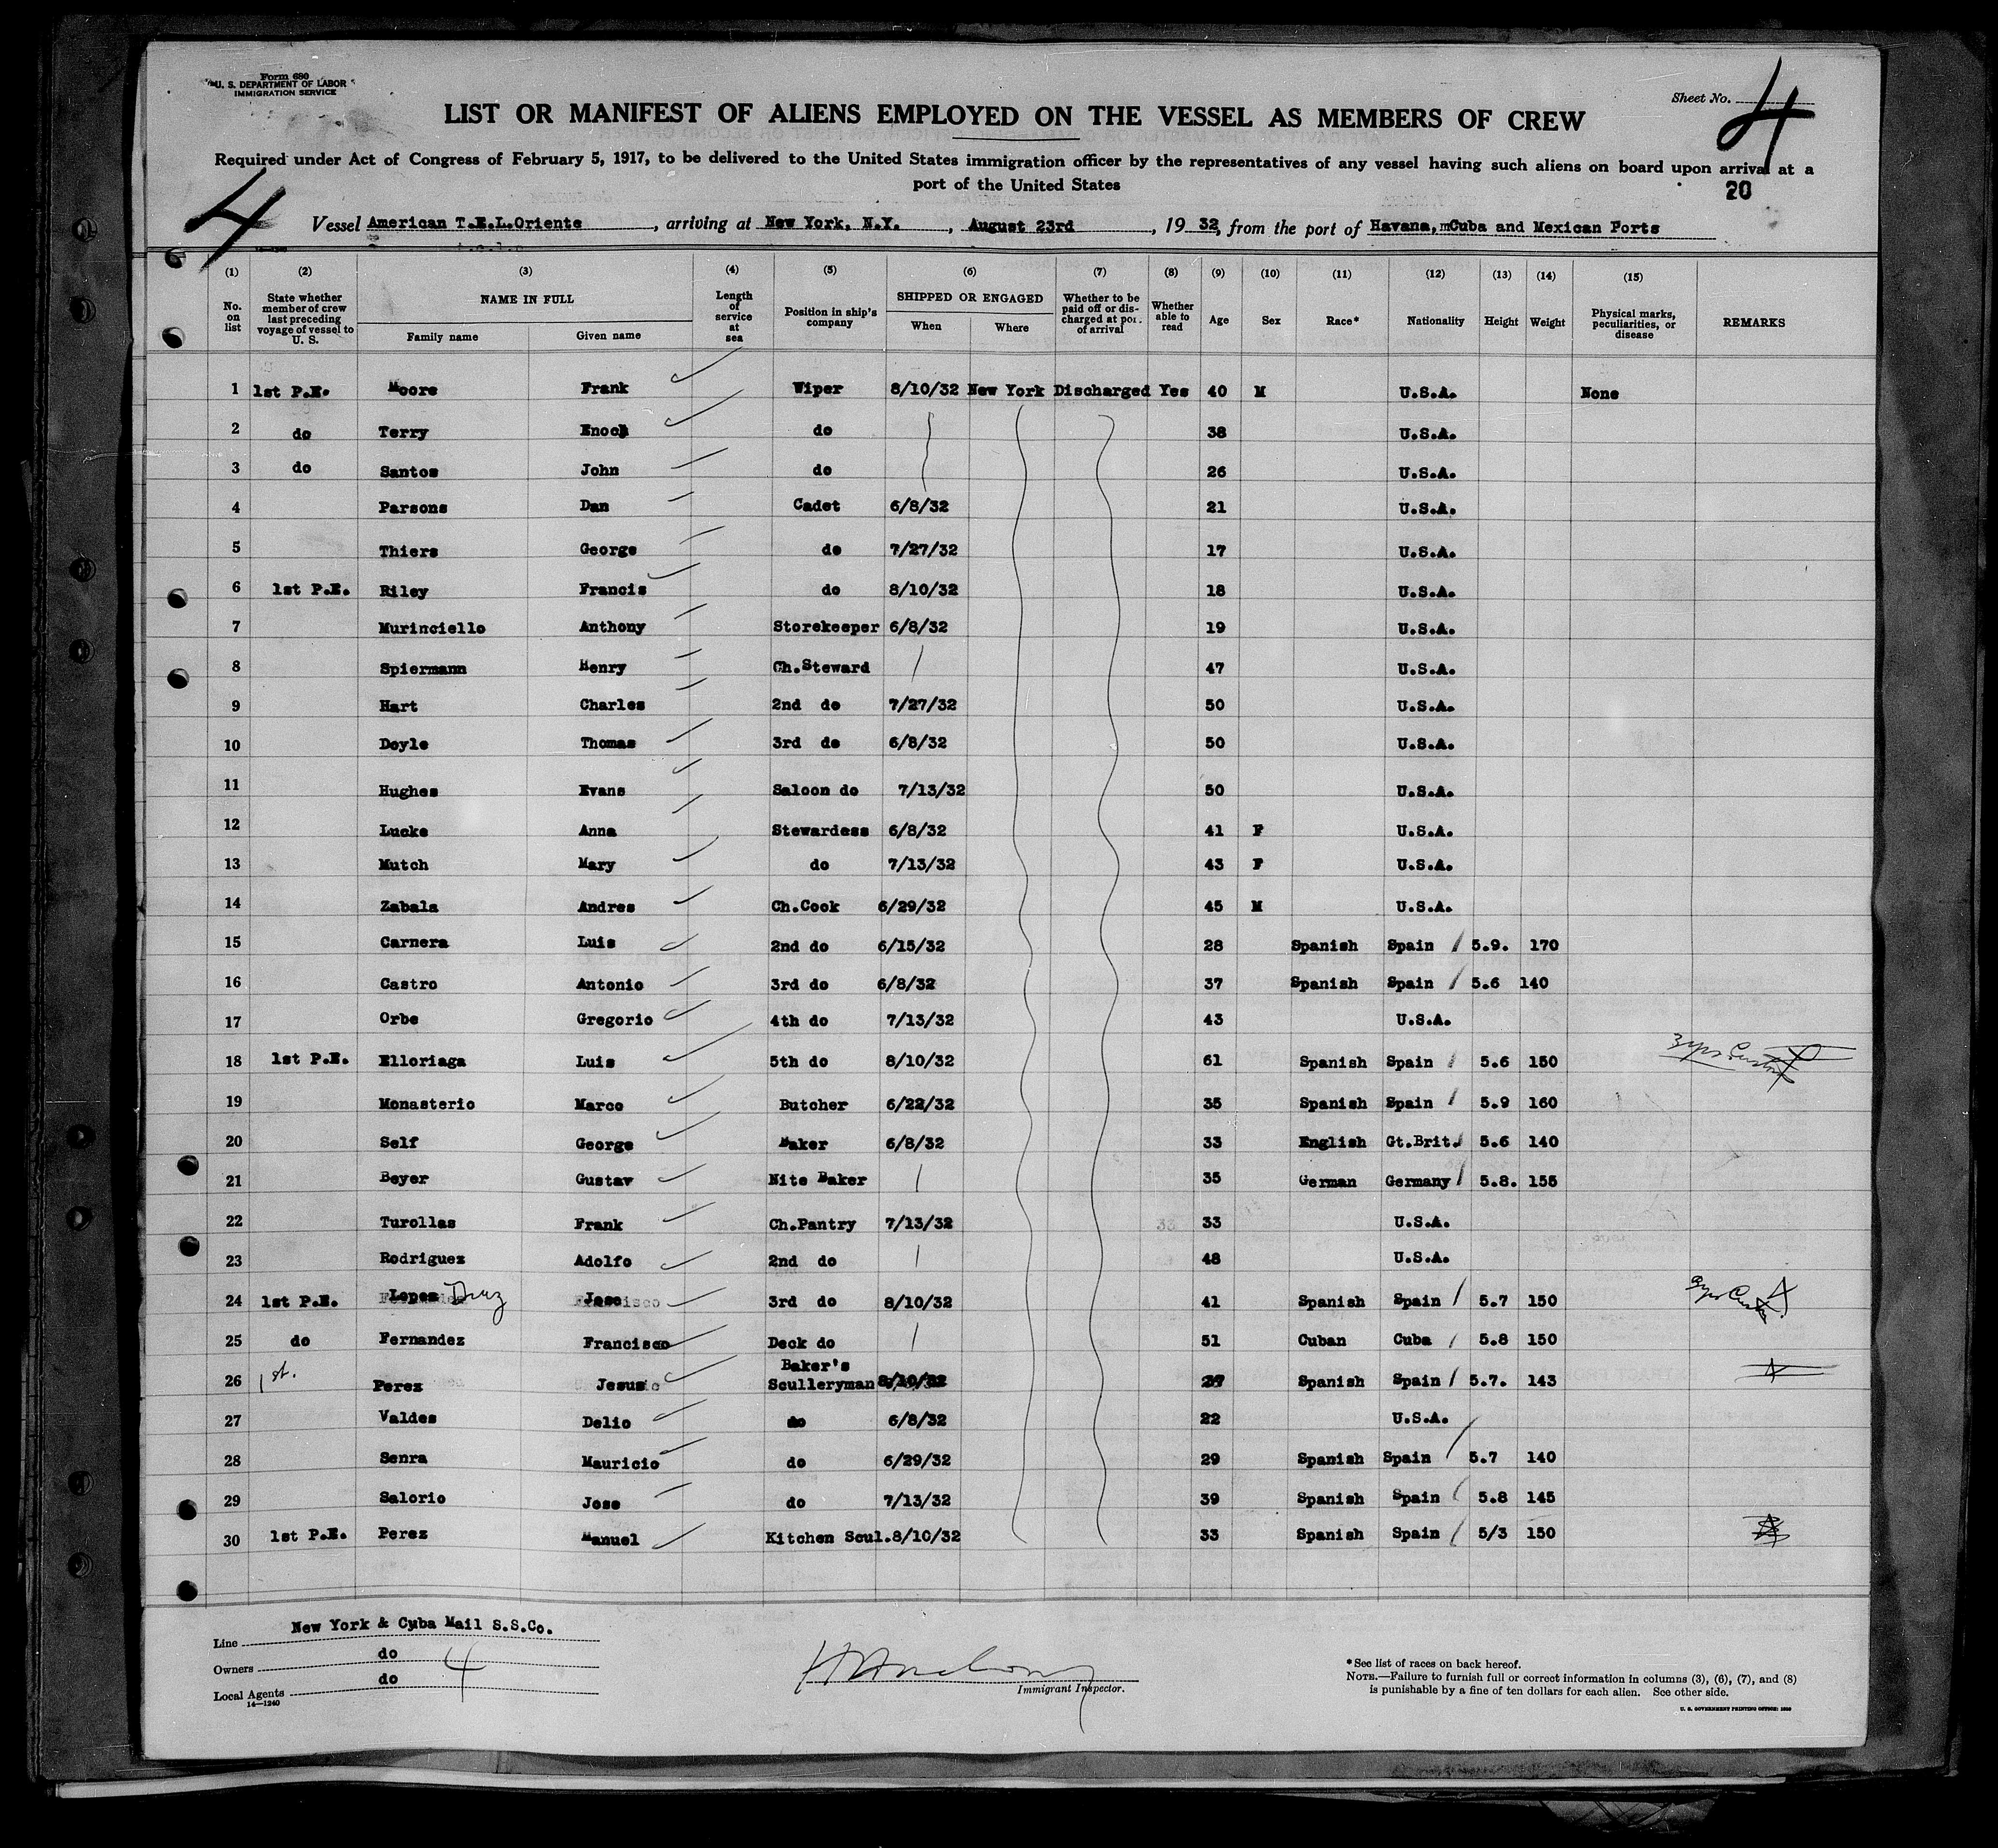 Form 680
U. S. DEPARTMENT OF LABOR
IMMIGRATION SERVICE
Sheet No. 4
LIST OR MANIFEST OF ALIENS EMPLOYED ON THE VESSEL AS MEMBERS OF CREW
Required under Act of Congress of February 5, 1917, to be delivered to the United States immigration officer by the representatives of any vessel having such aliens on board upon arrival at a
port of the United States
20
4
Vessel American T.E.L.Oriente, arriving at New York, N.Y., August 23rd, 19 32, from the port of Havana, mCuba and Mexican Ports
(1) (2) (3) (4) (5) (6) (7) (8) (9) (10) (11) (12) (13) (14) (15)
No. on list State whether member of crew last preceding voyage of vessel to U. S. NAME IN FULL Family name Given name Length of service at sea Position in ship's company SHIPPED OR ENGAGED When Where Whether to be paid off or discharged at port of arrival Whether able to read Age Sex Race* Nationality Height Weight Physical marks, peculiarities, or disease REMARKS
1 1st P.E. Moore Frank Wiper 8/10/32 New York Discharged Yes 40 M U.S.A. None
2 do Terry Enoch do 38 U.S.A.
3 do Santos John do 26 U.S.A.
4 Parsons Dan Cadet 6/8/32 21 U.S.A.
5 Thiers George do 7/27/32 17 U.S.A.
6 1st P.E. Riley Francis do 8/10/32 18 U.S.A.
7 Murinciello Anthony Storekeeper 6/8/32 19 U.S.A.
8 Spiermann Henry Ch.Steward 47 U.S.A.
9 Hart Charles 2nd do 7/27/32 50 U.S.A.
10 Doyle Thomas 3rd do 6/8/32 50 U.S.A.
11 Hughes Evans Saloon do 7/13/32 50 U.S.A.
12 Lucke Anna Stewardess 6/8/32 41 F U.S.A.
13 Mutch Mary do 7/13/32 43 F U.S.A.
14 Zabala Andres Ch.Cook 6/29/32 45 M U.S.A.
15 Carnera Luis 2nd do 6/15/32 28 Spanish Spain 5.9. 170
16 Castro Antonio 3rd do 6/8/32 37 Spanish Spain 5.6 140
17 Orbe Gregorio 4th do 7/13/32 43 U.S.A.
18 1st P.E. Elloriaga Luis 5th do 8/10/32 61 Spanish Spain 5.6 150
19 Monasterio Marco Butcher 6/22/32 35 Spanish Spain 5.9 160
20 Self George Baker 6/8/32 33 English Gt.Brit. 5.6 140
21 Beyer Gustav Nite Baker 35 German Germany 5.8. 155
22 Turollas Frank Ch.Pantry 7/13/32 33 U.S.A.
23 Rodriguez Adolfo 2nd do 48 U.S.A.
24 1st P.E. Lopez Diaz Jose 3rd do 8/10/32 41 Spanish Spain 5.7 150
25 do Fernandez Francisco Deck do 51 Cuban Cuba 5.8 150
26 1st. Perez Jesus Baker's Sculleryman 8/10/32 37 Spanish Spain 5.7. 143
27 Valdes Delio do 6/8/32 22 U.S.A.
28 Senra Mauricio do 6/29/32 29 Spanish Spain 5.7 140
29 Salorio Jose do 7/13/32 39 Spanish Spain 5.8 145
30 1st P.E. Perez Manuel Kitchen Scul. 8/10/32 33 Spanish Spain 5/3 150
Line New York & Cuba Mail S.S.Co.
Owners do 4
Local Agents do
14—1240
Immigrant Inspector.
*See list of races on back hereof.
NOTE.—Failure to furnish full or correct information in columns (3), (6), (7), and (8)
is punishable by a fine of ten dollars for each alien. See other side.
U. S. GOVERNMENT PRINTING OFFICE: